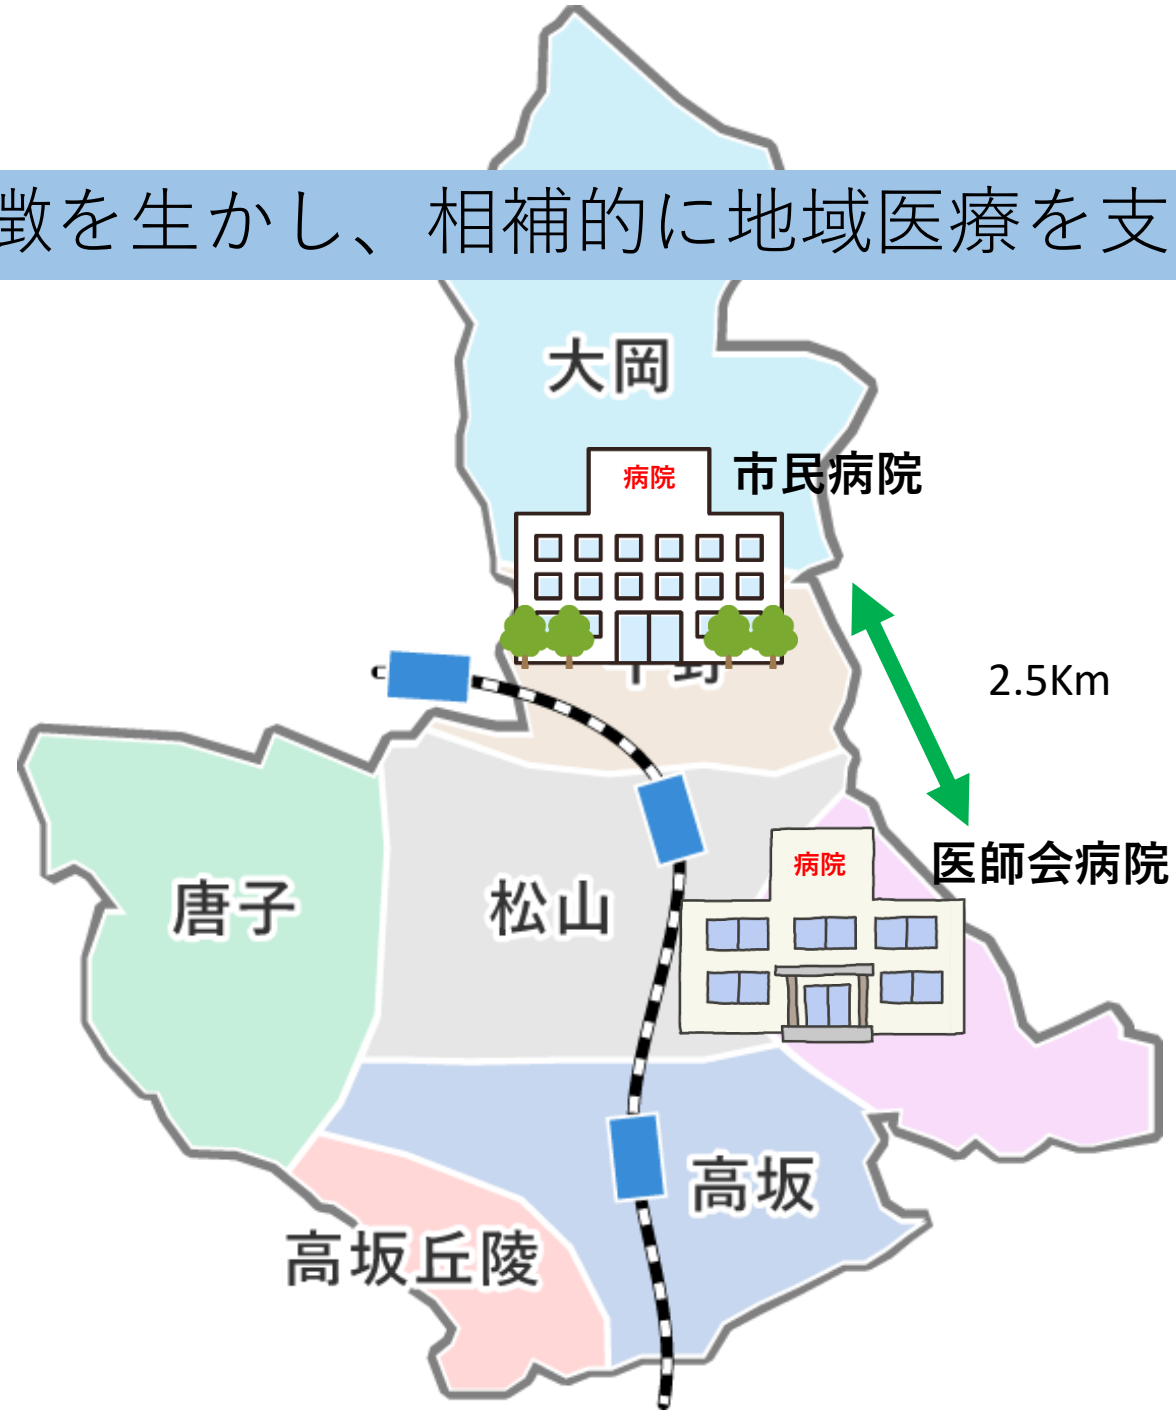 徴を生かし、相補的に地域医療を支
大岡
病院
市民病院
2.5Km
病院
医師会病院
唐子
松山
高坂
高坂丘陵